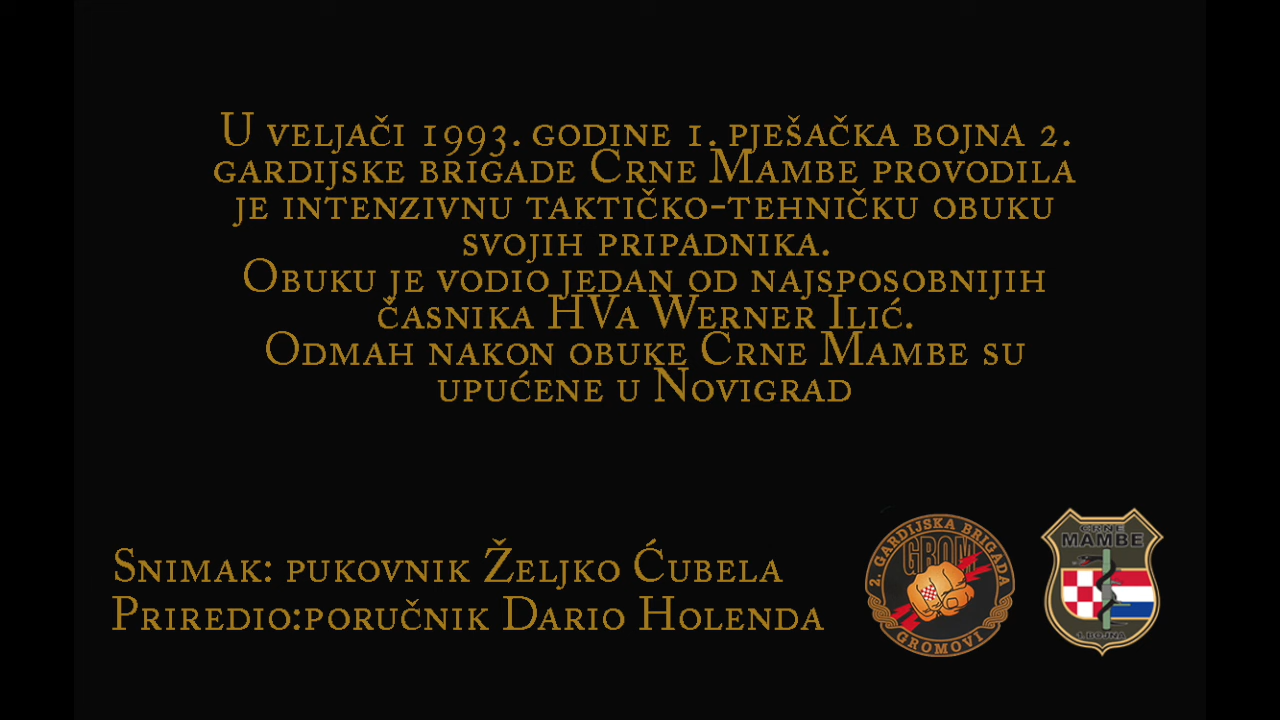 U veljači 1993. godine 1. pješačka bojna 2.
gardijske brigade Crne Mambe provodila
je intenzivnu taktičko-tehničku obuku
svojih pripadnika.
Obuku je vodio jedan od najsposobnijih
časnika HVa Werner Ilić.
Odmah nakon obuke Crne Mambe su
upućene u Novigrad
Snimak: pukovnik Željko Ćubela
Priredio:poručnik Dario Holenda
2. GARDIJSKA BRIGADA
GROM
GROMOVI
CRNE
MAMBE
1. BOJNA